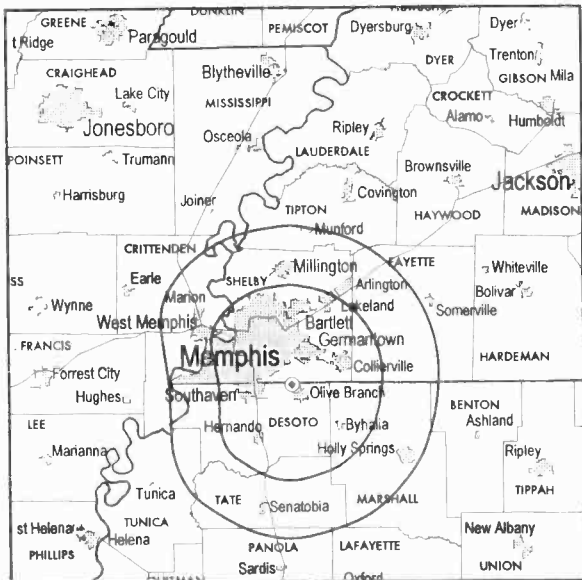 GREENE
DUNKLIN
PEMISCOT
Dyersburg
Dyer
Paragould
t Ridge
Trenton
CRAIGHEAD
Blytheville
DYER
GIBSON
Mila
Lake City
MISSISSIPPI
CROCKETT
Jonesboro
Alamo
Humboldt
Osceola
Ripley
LAUDERDALE
POINSETT
Trumann
Brownsville
Jackson
Harrisburg
Joiner
Covington
TIPTON
HAYWOOD
MADISON
Munford
CRITTENDEN
FAYETTE
SHELBY
Millington
Whiteville
SS
Earle
Marion
Arlington
Bolivar
Wynne
Lakeland
Somerville
West Memphis
Bartlett
FRANCIS
Germantown
Memphis
HARDEMAN
Collierville
Forrest City
Hughes
Southaven
Olive Branch
BENTON
LEE
Hernando
DESOTO
Byhalia
Ashland
Marianna
Holly Springs
Ripley
Tunica
TATE
MARSHALL
TIPPAH
Senatobia
st Helena
TUNICA
New Albany
Helena
PHILLIPS
PANOLA
LAFAYETTE
UNION
Sardis
Oxford